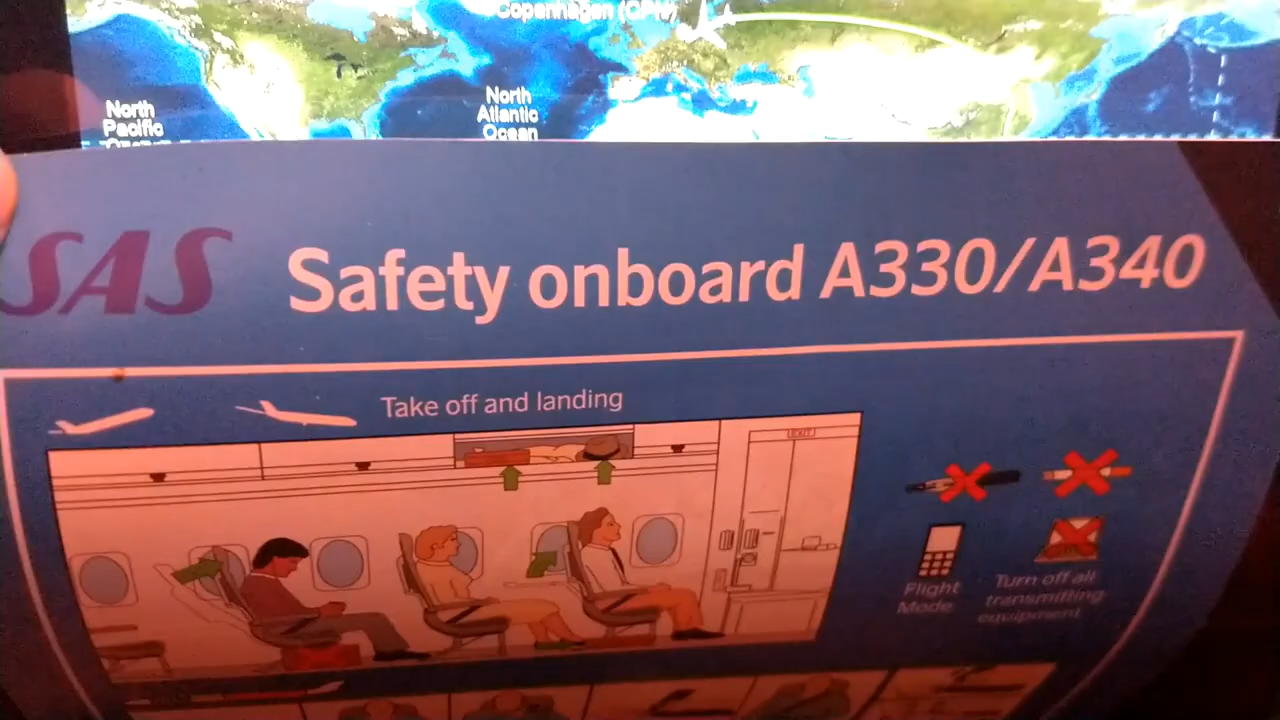 Copenhagen (CPH)
North
Pacific
North
Atlantic
Ocean
SAS
Safety onboard A330/A340
Take off and landing
EXIT
Flight
Mode
Turn off all
transmitting
equipment